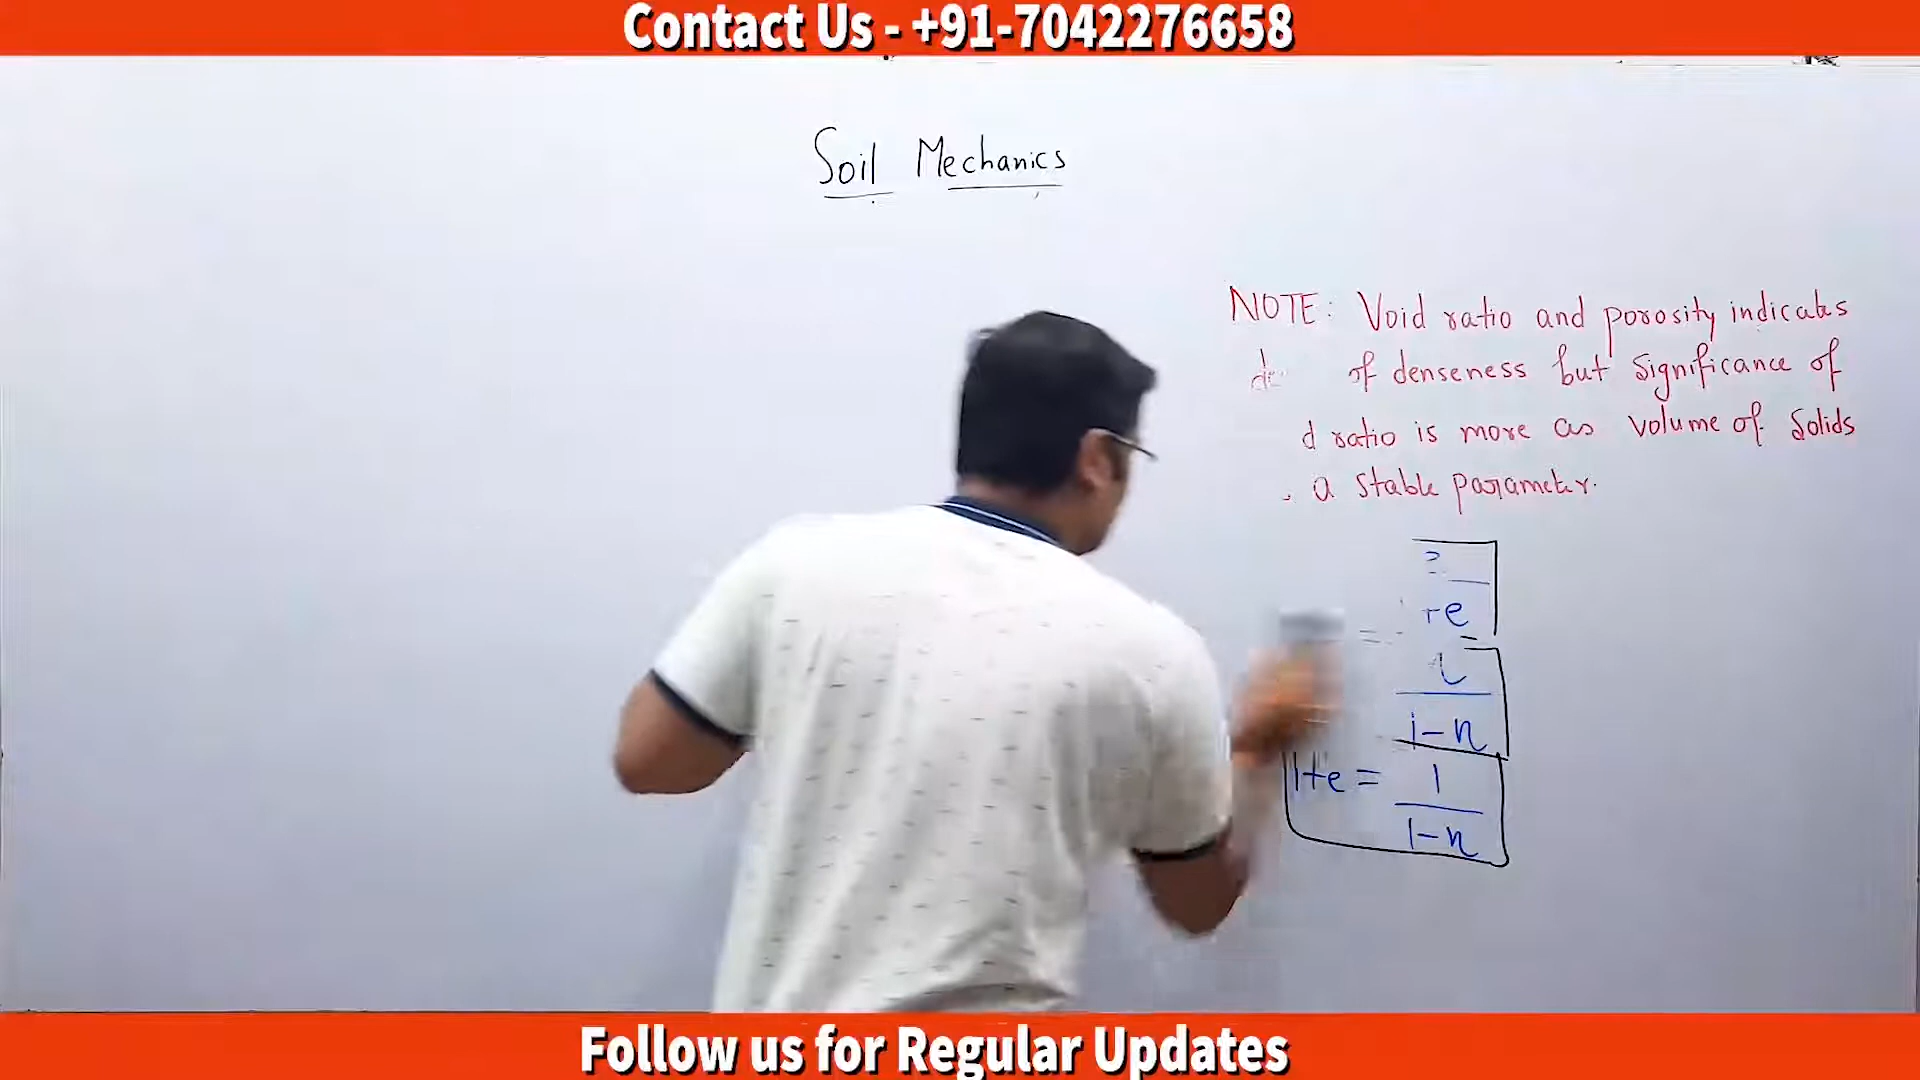 Contact Us - +91-7042276658
Soil Mechanics
NOTE: Void ratio and porosity indicates
of denseness but significance of
d ratio is more as volume of solids
a stable parameter.
+e
=
1-n
1+e = 1
1-n
Follow us for Regular Updates